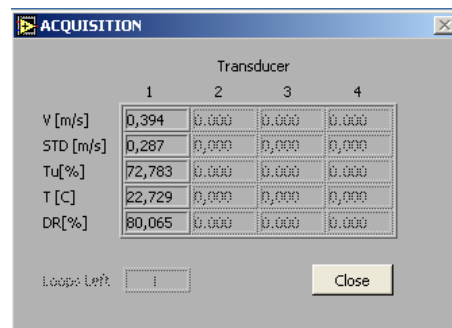 ACQUISITION
Transducer
1 2 3 4
V [m/s] 0,394 0.000 0.000 0.000
STD [m/s] 0,287 0,000 0,000 0,000
Tu[%] 72,783 0.000 0.000 0.000
T [C] 22,729 0,000 0,000 0,000
DR[%] 80,065 0.000 0.000 0.000
Loops Left 1 Close